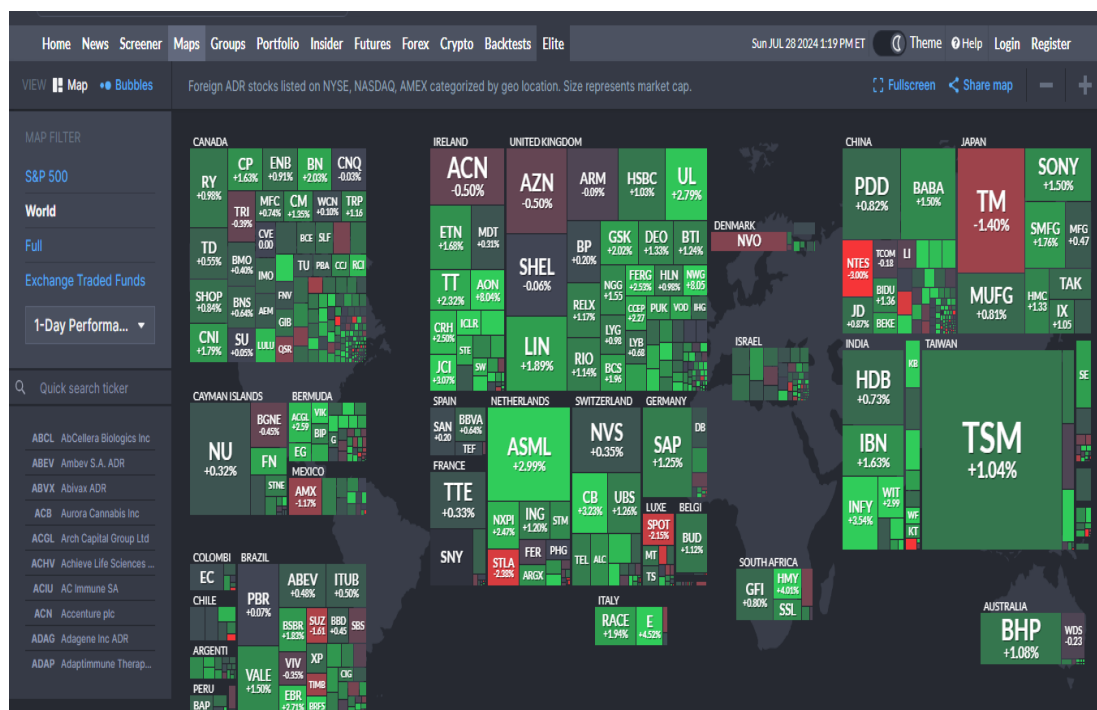 Home News Screener Maps Groups Portfolio Insider Futures Forex Crypto Backtests Elite
Sun JUL 28 2024 1:19 PM ET Theme Help Login Register
VIEW Map Bubbles
Foreign ADR stocks listed on NYSE, NASDAQ, AMEX categorized by geo location. Size represents market cap.
Fullscreen Share map
MAP FILTER
S&P 500
World
Full
Exchange Traded Funds
1-Day Performa...
Quick search ticker
ABCL AbCellera Biologics Inc
ABEV Ambev S.A. ADR
ABVX Abivax ADR
ACB Aurora Cannabis Inc
ACGL Arch Capital Group Ltd
ACHV Achieve Life Sciences ...
ACIU AC Immune SA
ACN Accenture plc
ADAG Adagene Inc ADR
ADAP Adaptimmune Therap...
CANADA
RY +0.98%
CP +1.63%
ENB +0.91%
BN +2.03%
CNQ -0.03%
TRI -0.39%
MFC +0.74%
CM +1.35%
WCN +0.10%
TRP +1.16
TD +0.55%
CVE 0.00
BCE
SLF
BMO +0.40%
IMO
TU
PBA
CCJ
RCI
SHOP +0.84%
BNS +0.64%
FNV
AEM
GIB
CNI +1.79%
SU +0.05%
LULU
QSR
CAYMAN ISLANDS
NU +0.32%
BGNE -0.45%
FN
STNE
BERMUDA
ACGL +2.59
VIK
BIP
G
EG
MEXICO
AMX -1.17%
COLOMBI
EC
CHILE
ARGENTI
PERU
BAP
BRAZIL
PBR +0.07%
ABEV +0.48%
ITUB +0.50%
BSBR +1.83%
SUZ -1.61
BBD +0.45
SBS
VALE +1.50%
VIV -0.35%
XP
CIG
TIMB
EBR +2.71%
BRFS
IRELAND
ACN -0.50%
ETN +1.68%
MDT +0.31%
TT +2.32%
AON +8.04%
CRH +2.50%
ICLR
STE
JCI +3.07%
SW
UNITED KINGDOM
AZN -0.50%
ARM -0.09%
HSBC +1.03%
UL +2.79%
SHEL -0.06%
BP +0.20%
GSK +2.02%
DEO +1.33%
BTI +1.24%
NGG +1.55
FERG +2.53%
HLN +0.98%
NWG +8.05
RELX +1.17%
CCEP +2.27
PUK
VOD
IHG
LIN +1.89%
LYG +0.98
LYB +0.68
RIO +1.14%
BCS +1.96
DENMARK
NVO
SPAIN
SAN +0.20
BBVA +0.64%
TEF
FRANCE
TTE +0.33%
SNY
NETHERLANDS
ASML +2.99%
NXPI +2.47%
ING +1.20%
STM
STLA -2.38%
FER
PHG
ARGX
SWITZERLAND
NVS +0.35%
CB +3.23%
UBS +1.26%
TEL
ALC
GERMANY
SAP +1.25%
DB
LUXE
SPOT -2.15%
MT
TS
BELGI
BUD +1.12%
ITALY
RACE +1.94%
E +4.52%
ISRAEL
SOUTH AFRICA
GFI +0.80%
HMY +4.01%
SSL
CHINA
PDD +0.82%
BABA +1.50%
NTES -3.00%
TCOM -0.18
LI
BIDU +1.36
JD +0.87%
BEKE
JAPAN
TM -1.40%
SONY +1.50%
SMFG +1.76%
MFG +0.47
MUFG +0.81%
HMC +1.33
TAK
IX +1.05
INDIA
HDB +0.73%
IBN +1.63%
INFY +3.54%
WIT +2.99
KB
WF
KT
TAIWAN
TSM +1.04%
SE
AUSTRALIA
BHP +1.08%
WDS -0.23